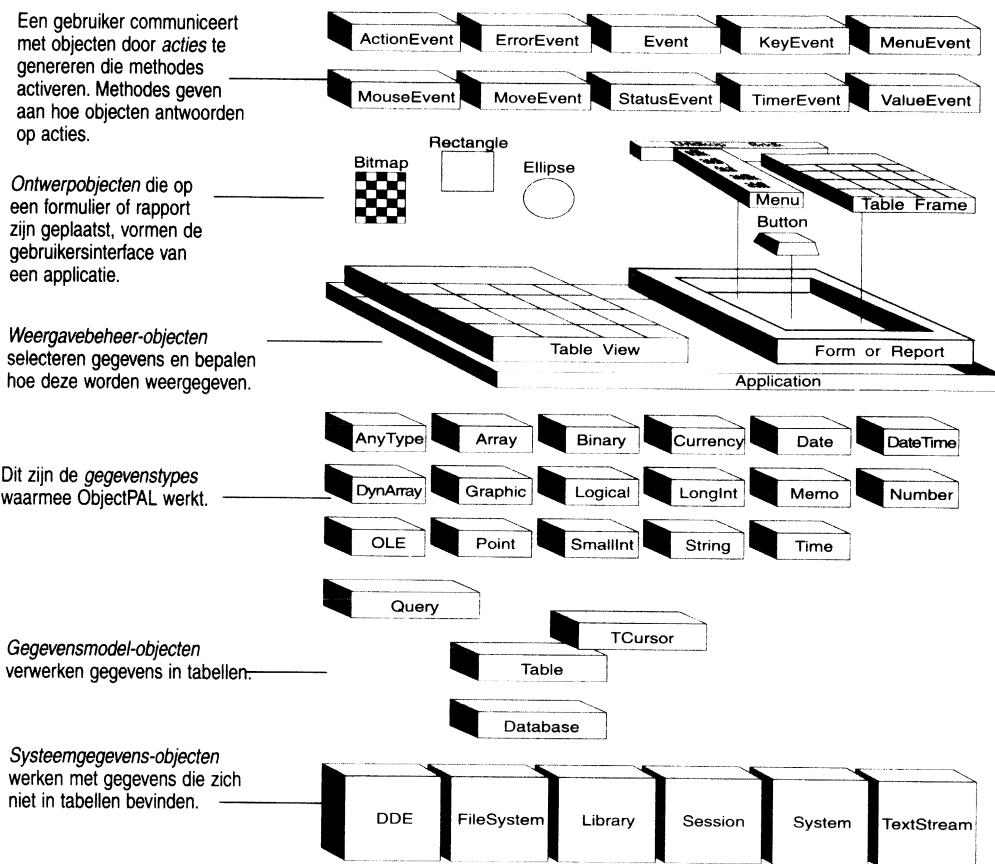 Een gebruiker communiceert
met objecten door acties te
genereren die methodes
activeren. Methodes geven
aan hoe objecten antwoorden
op acties.
ActionEvent ErrorEvent Event KeyEvent MenuEvent
MouseEvent MoveEvent StatusEvent TimerEvent ValueEvent
Ontwerpobjecten die op
een formulier of rapport
zijn geplaatst, vormen de
gebruikersinterface van
een applicatie.
Bitmap
Rectangle
Ellipse
Menu
Table Frame
Button
Weergavebeheer-objecten
selecteren gegevens en bepalen
hoe deze worden weergegeven.
Table View
Form or Report
Application
Dit zijn de gegevenstypes
waarmee ObjectPAL werkt.
AnyType Array Binary Currency Date DateTime
DynArray Graphic Logical LongInt Memo Number
OLE Point SmallInt String Time
Gegevensmodel-objecten
verwerken gegevens in tabellen.
Query
TCursor
Table
Database
Systeemgegevens-objecten
werken met gegevens die zich
niet in tabellen bevinden.
DDE FileSystem Library Session System TextStream